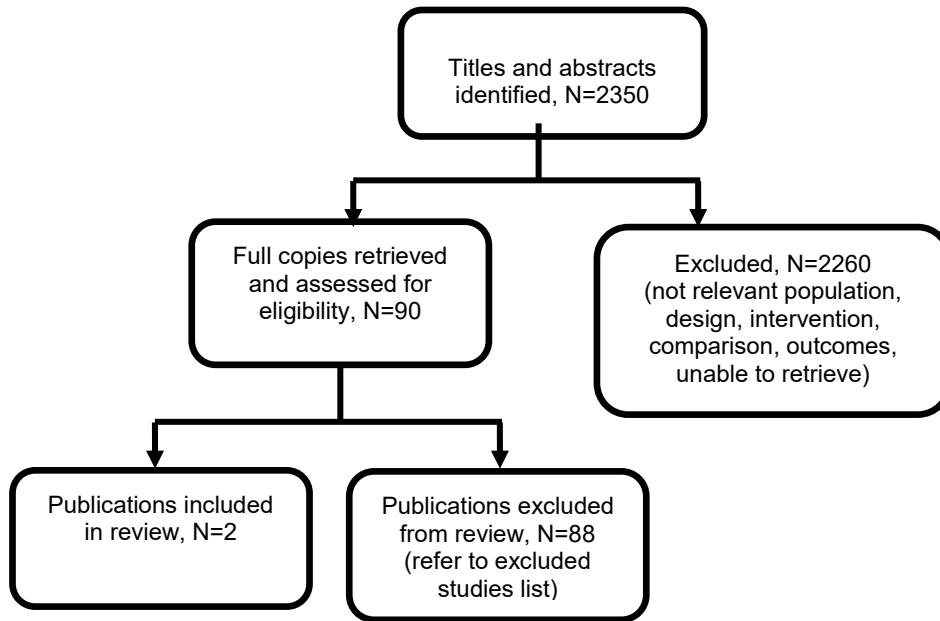 Titles and abstracts
identified, N=2350
Full copies retrieved
and assessed for
eligibility, N=90
Excluded, N=2260
(not relevant population,
design, intervention,
comparison, outcomes,
unable to retrieve)
Publications included
in review, N=2
Publications excluded
from review, N=88
(refer to excluded
studies list)